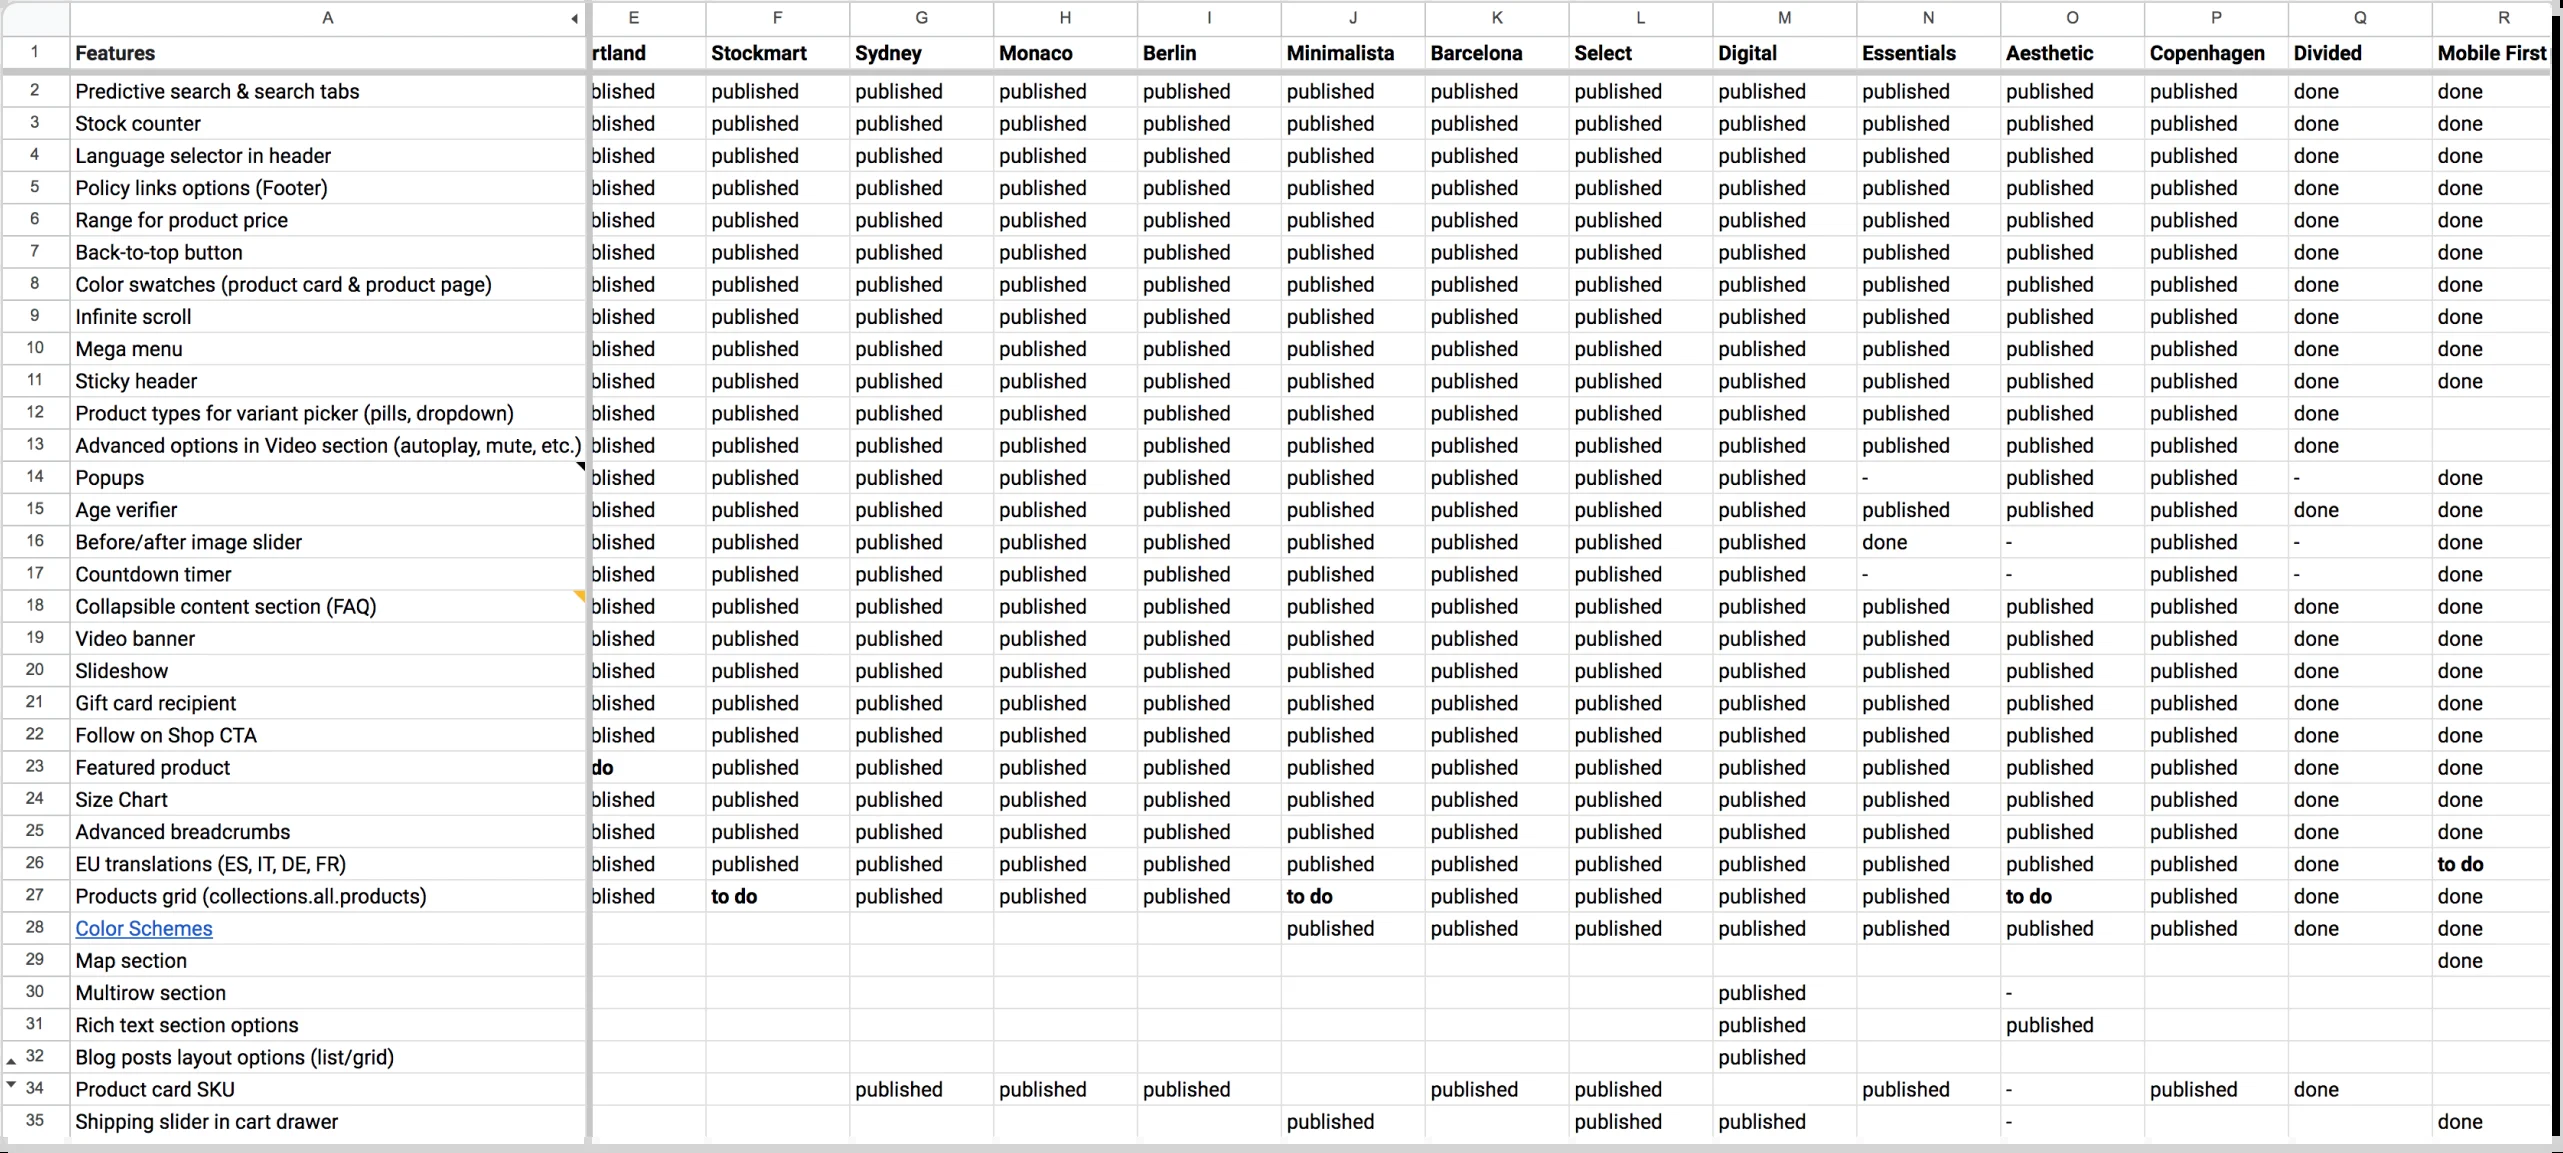 A E F G H I J K L M N O P Q R
1 Features rtland Stockmart Sydney Monaco Berlin Minimalista Barcelona Select Digital Essentials Aesthetic Copenhagen Divided Mobile First
2 Predictive search & search tabs blished published published published published published published published published published published published done done
3 Stock counter blished published published published published published published published published published published published done done
4 Language selector in header blished published published published published published published published published published published published done done
5 Policy links options (Footer) blished published published published published published published published published published published published done done
6 Range for product price blished published published published published published published published published published published published done done
7 Back-to-top button blished published published published published published published published published published published published done done
8 Color swatches (product card & product page) blished published published published published published published published published published published published done done
9 Infinite scroll blished published published published published published published published published published published published done done
10 Mega menu blished published published published published published published published published published published published done done
11 Sticky header blished published published published published published published published published published published published done done
12 Product types for variant picker (pills, dropdown) blished published published published published published published published published published published published done
13 Advanced options in Video section (autoplay, mute, etc.) blished published published published published published published published published published published published done
14 Popups blished published published published published published published published published - published published - done
15 Age verifier blished published published published published published published published published published published published done done
16 Before/after image slider blished published published published published published published published published done - published - done
17 Countdown timer blished published published published published published published published published - - published - done
18 Collapsible content section (FAQ) blished published published published published published published published published published published published done done
19 Video banner blished published published published published published published published published published published published done done
20 Slideshow blished published published published published published published published published published published published done done
21 Gift card recipient blished published published published published published published published published published published published done done
22 Follow on Shop CTA blished published published published published published published published published published published published done done
23 Featured product do published published published published published published published published published published published done done
24 Size Chart blished published published published published published published published published published published published done done
25 Advanced breadcrumbs blished published published published published published published published published published published published done done
26 EU translations (ES, IT, DE, FR) blished published published published published published published published published published published published done to do
27 Products grid (collections.all.products) blished to do published published published to do published published published published to do published done done
28 Color Schemes published published published published published published published done done
29 Map section done
30 Multirow section published -
31 Rich text section options published published
32 Blog posts layout options (list/grid) published
34 Product card SKU published published published published published published - published done
35 Shipping slider in cart drawer published published published - done